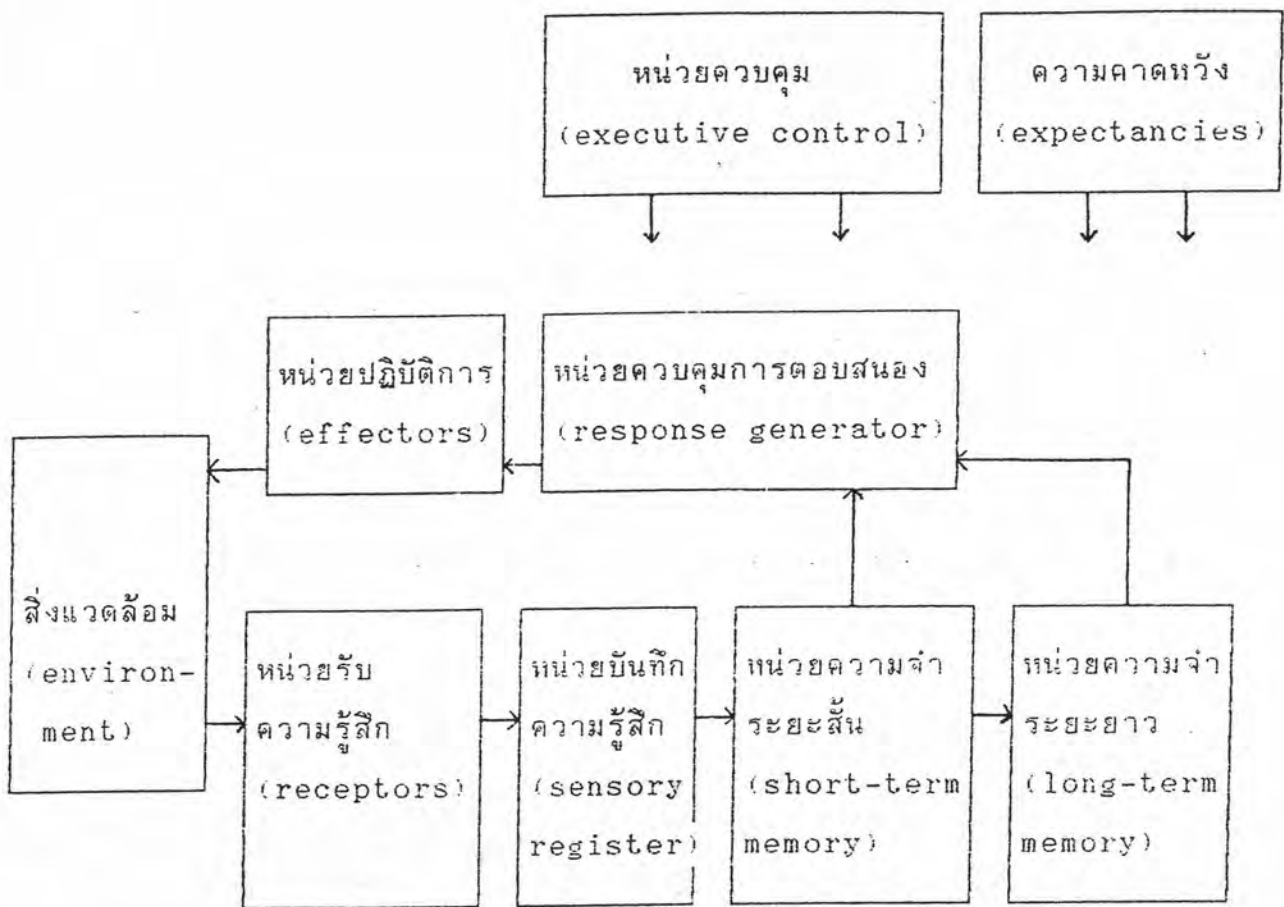 หน่วยควบคุม
(executive control)
ความคาดหวัง
(expectancies)
หน่วยปฏิบัติการ
(effectors)
หน่วยควบคุมการตอบสนอง
(response generator)
สิ่งแวดล้อม
(environ-
ment)
หน่วยรับ
ความรู้สึก
(receptors)
หน่วยบันทึก
ความรู้สึก
(sensory
register)
หน่วยความจำ
ระยะสั้น
(short-term
memory)
หน่วยความจำ
ระยะยาว
(long-term
memory)